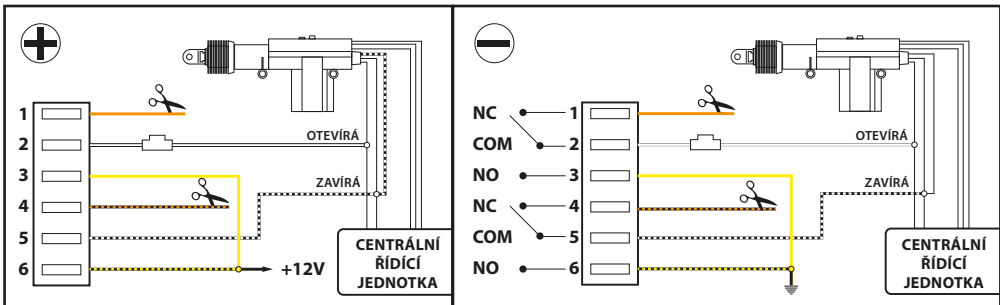 1
2
3
4
5
6
OTEVÍRÁ
ZAVÍRÁ
+12V
CENTRÁLNÍ
ŘÍDÍCÍ
JEDNOTKA
NC 1
COM 2
NO 3
NC 4
COM 5
NO 6
OTEVÍRÁ
ZAVÍRÁ
CENTRÁLNÍ
ŘÍDÍCÍ
JEDNOTKA